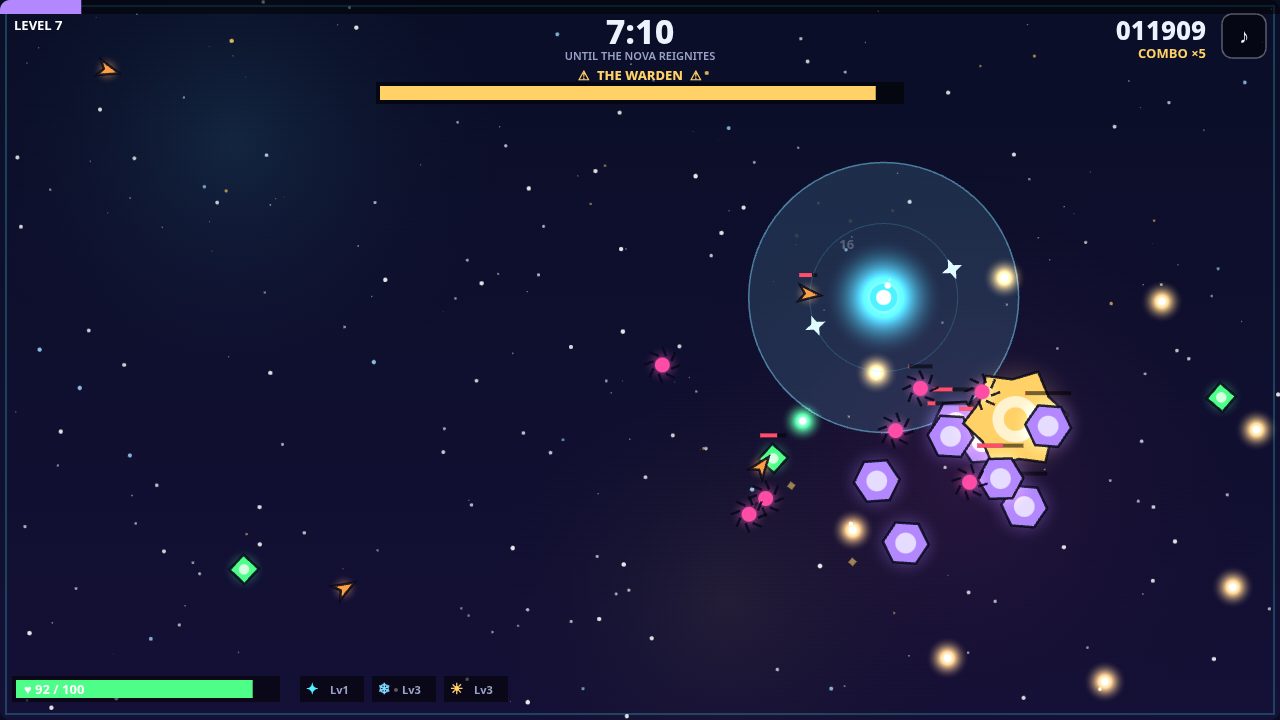 LEVEL 7
7:10
UNTIL THE NOVA REIGNITES
⚠ THE WARDEN ⚠
011909
COMBO ×5
♪
16
♥ 92 / 100
Lv1
Lv3
Lv3